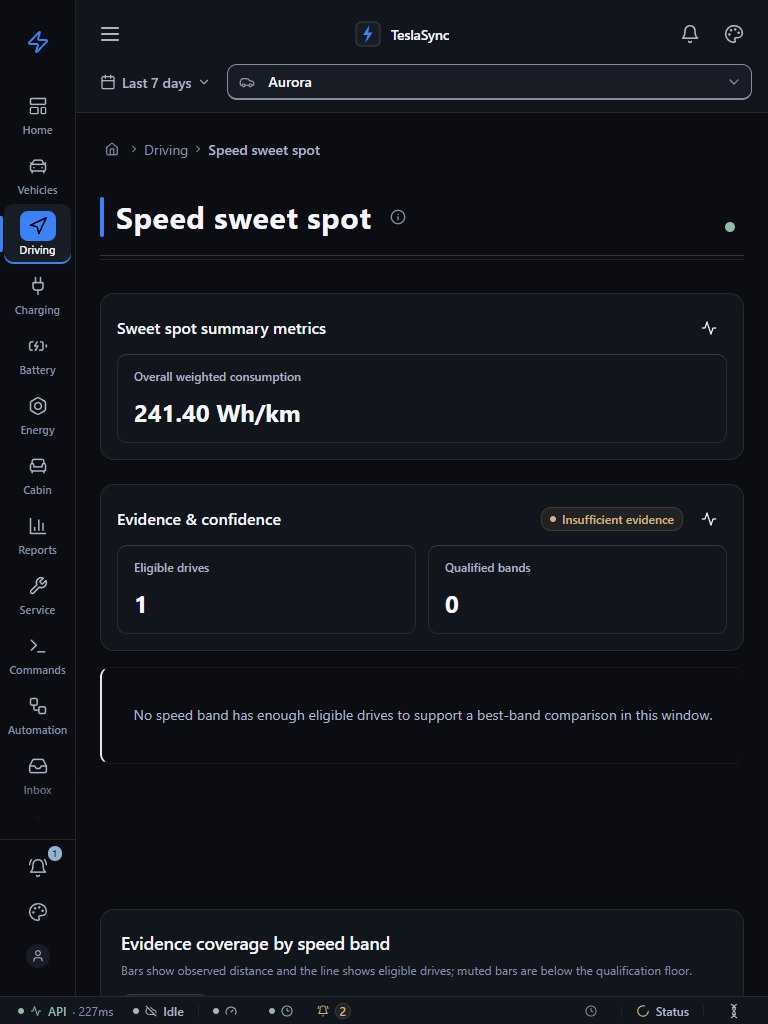 TeslaSync
Last 7 days
Aurora
Home
Vehicles
Driving
Charging
Battery
Energy
Cabin
Reports
Service
Commands
Automation
Inbox
1
Driving
Speed sweet spot
Speed sweet spot
Sweet spot summary metrics
Overall weighted consumption
241.40 Wh/km
Evidence & confidence
Insufficient evidence
Eligible drives
1
Qualified bands
0
No speed band has enough eligible drives to support a best-band comparison in this window.
Evidence coverage by speed band
Bars show observed distance and the line shows eligible drives; muted bars are below the qualification floor.
API · 227ms
Idle
2
Status